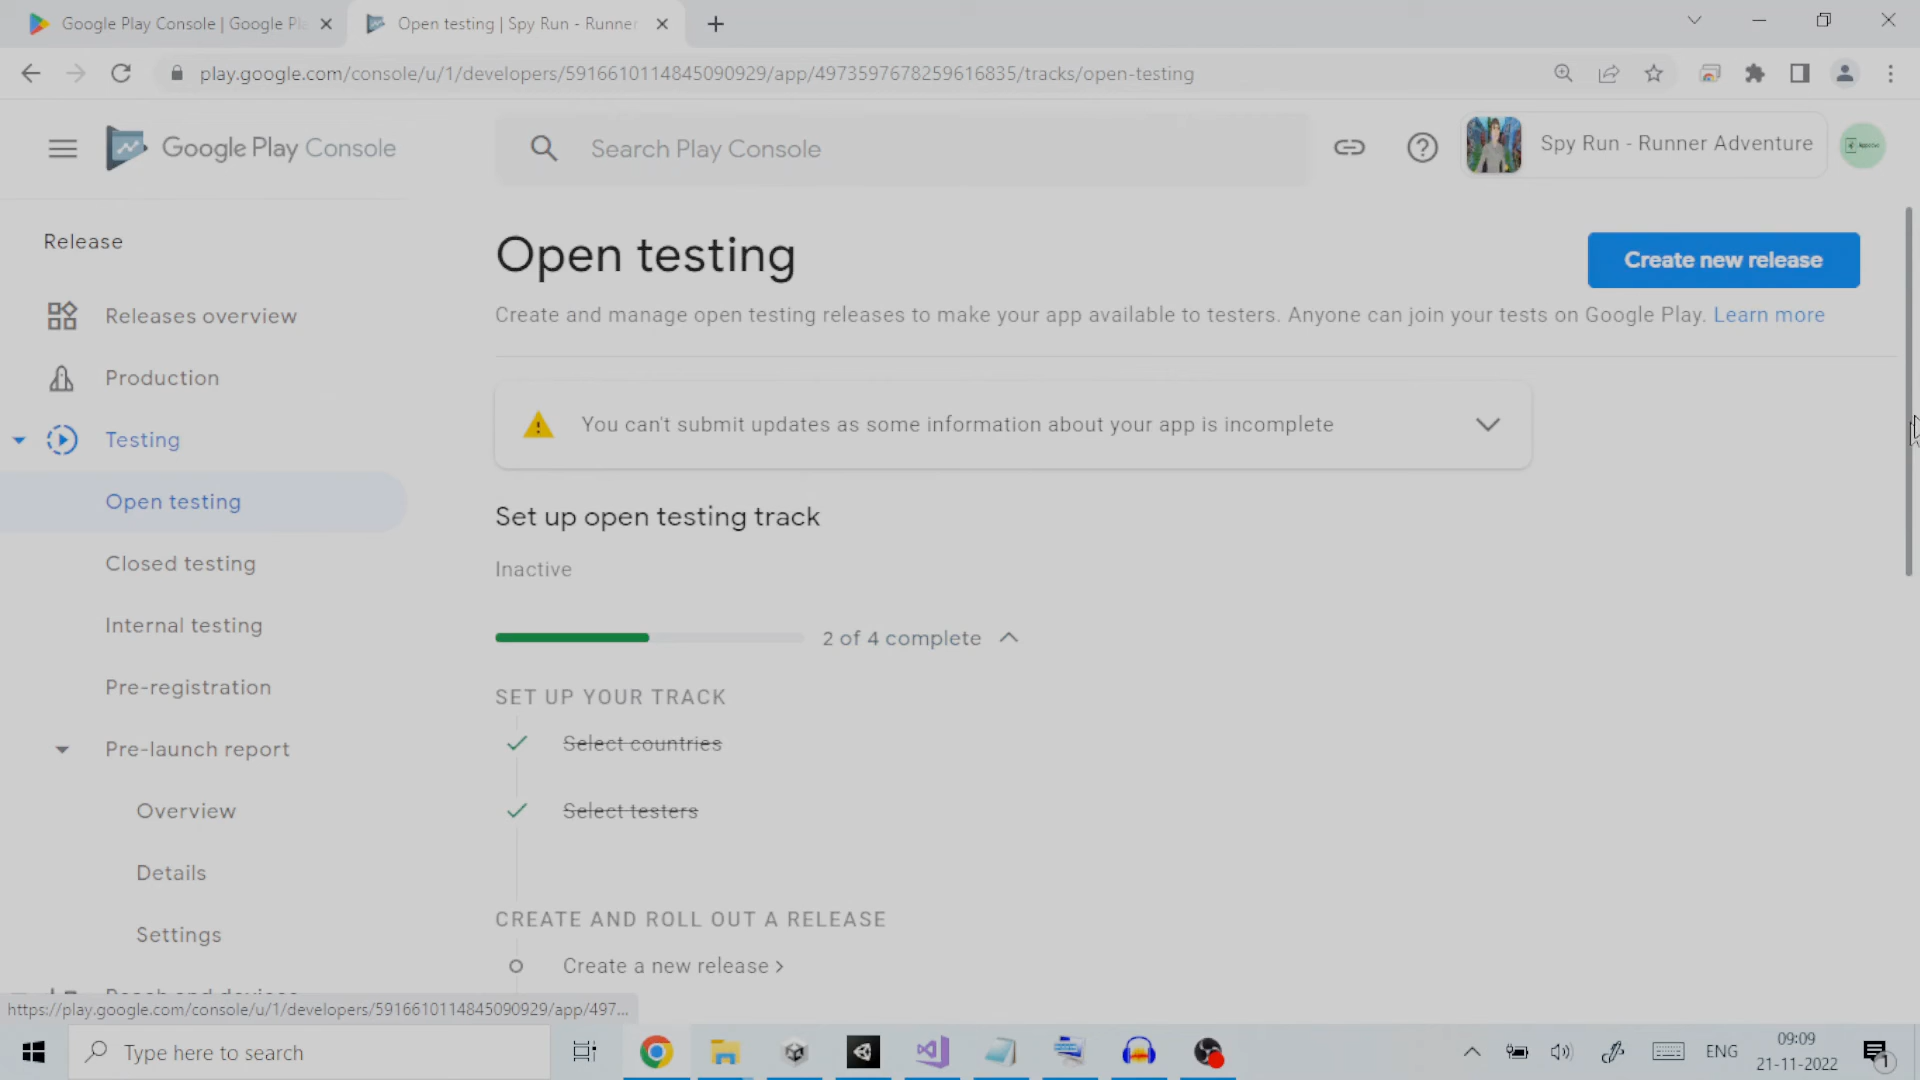 Google Play Console | Google Pl
Open testing | Spy Run - Runner
play.google.com/console/u/1/developers/5916610114845090929/app/4973597678259616835/tracks/open-testing
Google Play Console
Search Play Console
Spy Run - Runner Adventure
Release
Releases overview
Production
Testing
Open testing
Closed testing
Internal testing
Pre-registration
Pre-launch report
Overview
Details
Settings
Open testing
Create new release
Create and manage open testing releases to make your app available to testers. Anyone can join your tests on Google Play. Learn more
You can't submit updates as some information about your app is incomplete
Set up open testing track
Inactive
2 of 4 complete
SET UP YOUR TRACK
Select countries
Select testers
CREATE AND ROLL OUT A RELEASE
Create a new release
https://play.google.com/console/u/1/developers/5916610114845090929/app/497...
Type here to search
ENG
09:09
21-11-2022
1